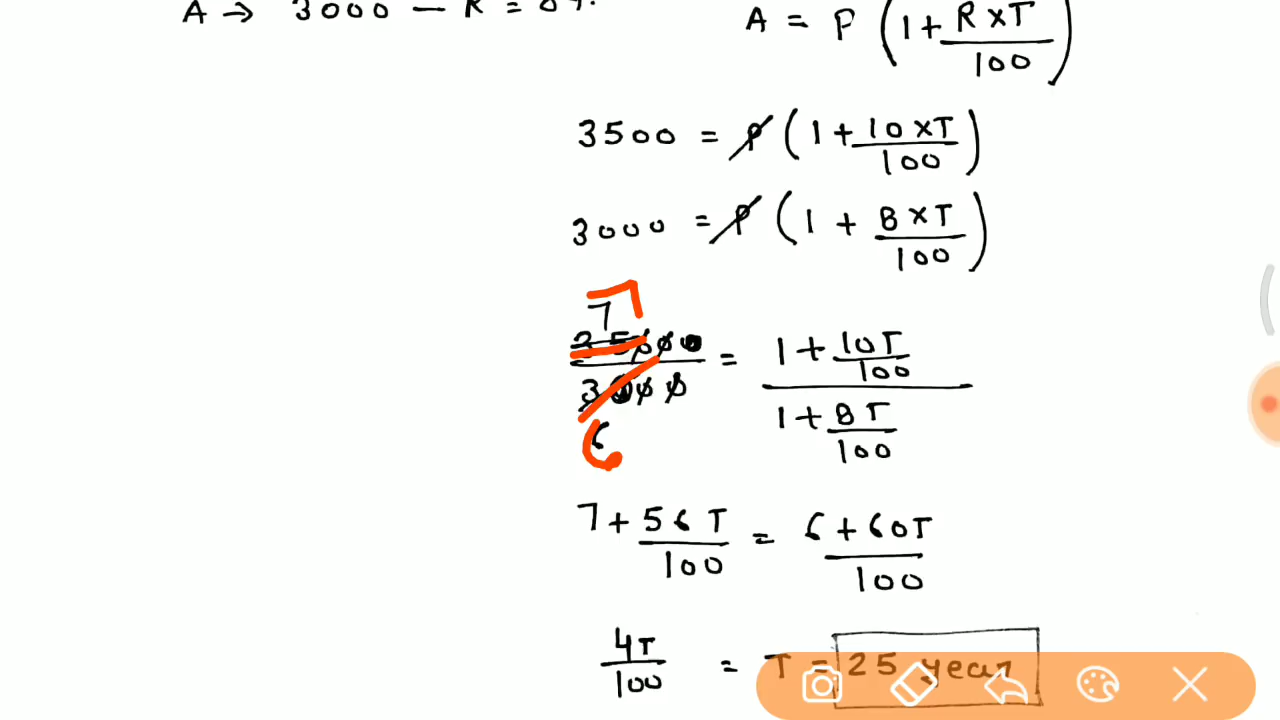 A → 3000 — R = 8%.
A = P (1 + R×T/100)
3500 = P (1 + 10×T/100)
3000 = P (1 + 8×T/100)
7
3500/3000 = 1 + 10T/100 / 1 + 8T/100
6
7 + 56T/100 = 6 + 60T/100
4T/100 = T = 25 year